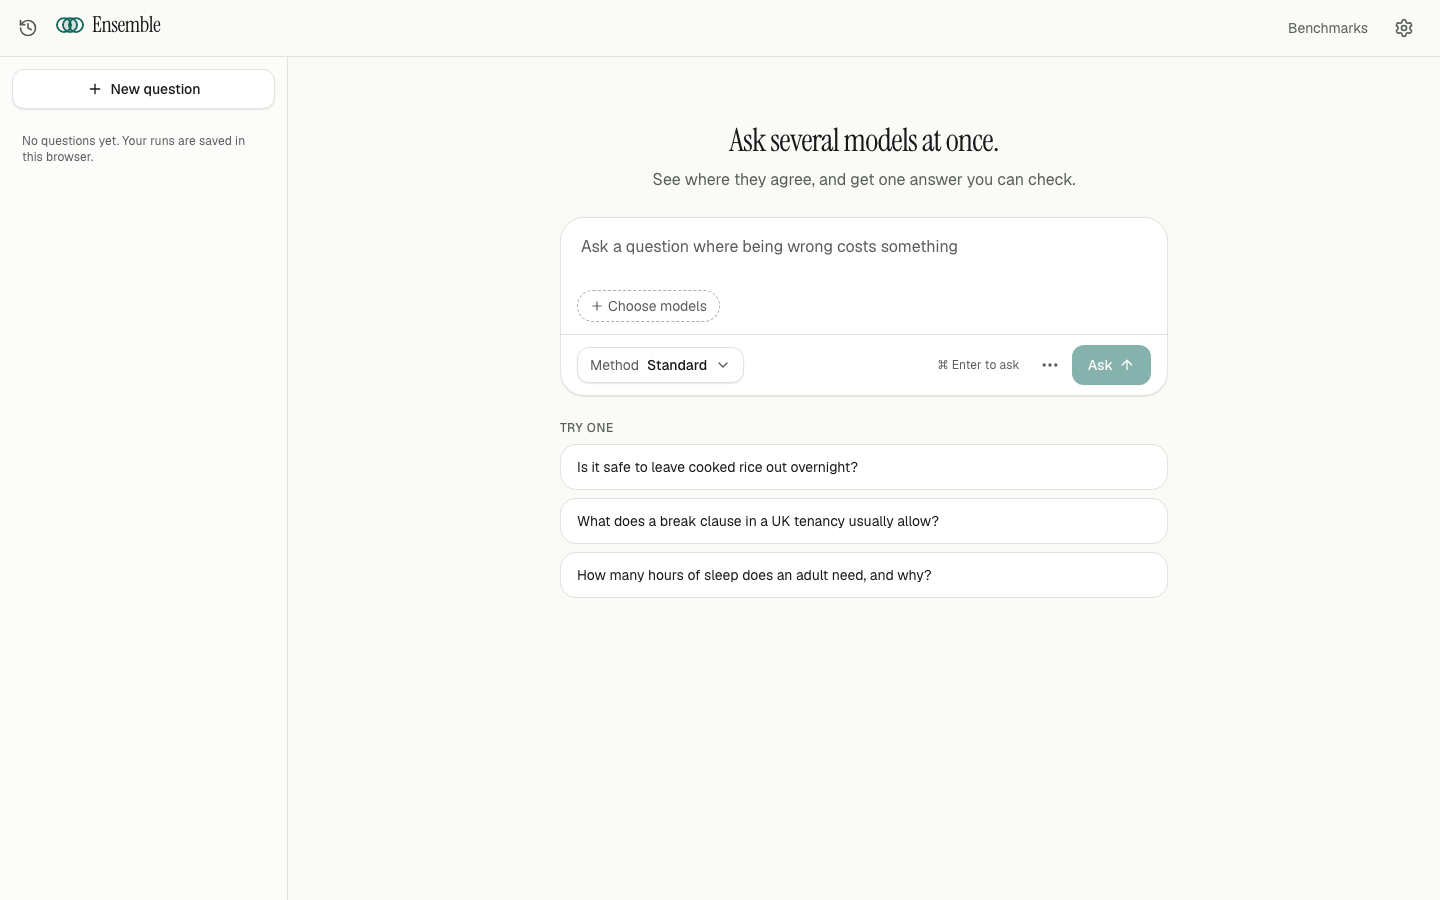 Ensemble
Benchmarks
New question
No questions yet. Your runs are saved in
this browser.
Ask several models at once.
See where they agree, and get one answer you can check.
Ask a question where being wrong costs something
+ Choose models
Method Standard
⌘ Enter to ask
Ask
TRY ONE
Is it safe to leave cooked rice out overnight?
What does a break clause in a UK tenancy usually allow?
How many hours of sleep does an adult need, and why?